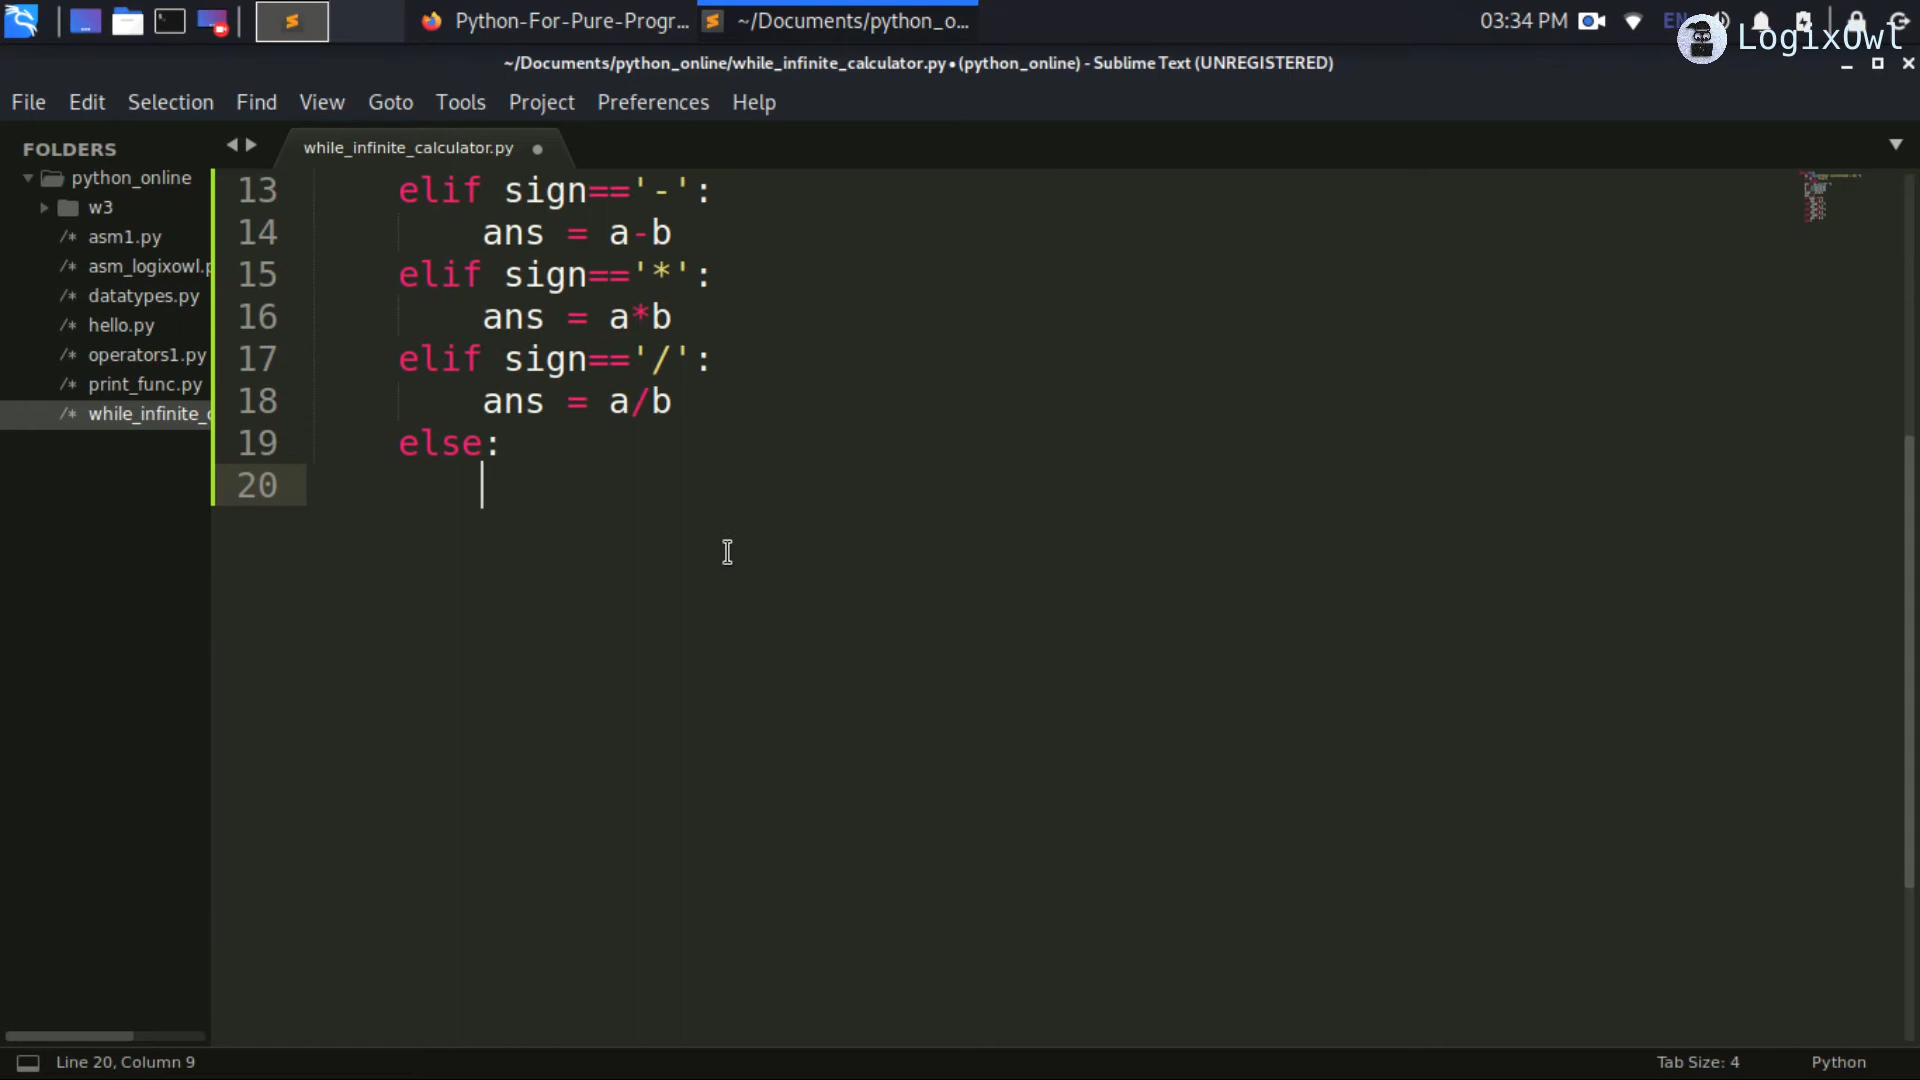 Python-For-Pure-Progr...
~/Documents/python_o...
03:34 PM
EN
LogixOwl
~/Documents/python_online/while_infinite_calculator.py • (python_online) - Sublime Text (UNREGISTERED)
File Edit Selection Find View Goto Tools Project Preferences Help
FOLDERS
python_online
w3
/* asm1.py
/* asm_logixowl.p
/* datatypes.py
/* hello.py
/* operators1.py
/* print_func.py
/* while_infinite_c
while_infinite_calculator.py
13 elif sign=='-':
14 ans = a-b
15 elif sign=='*':
16 ans = a*b
17 elif sign=='/':
18 ans = a/b
19 else:
20
Line 20, Column 9
Tab Size: 4
Python